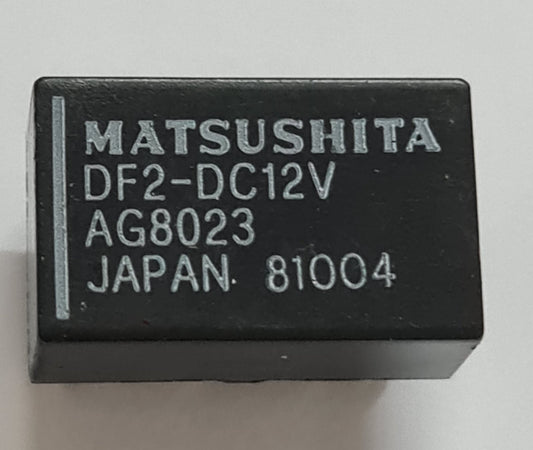 MATSUSHITA
DF2-DC12V
AG8023
JAPAN 81004